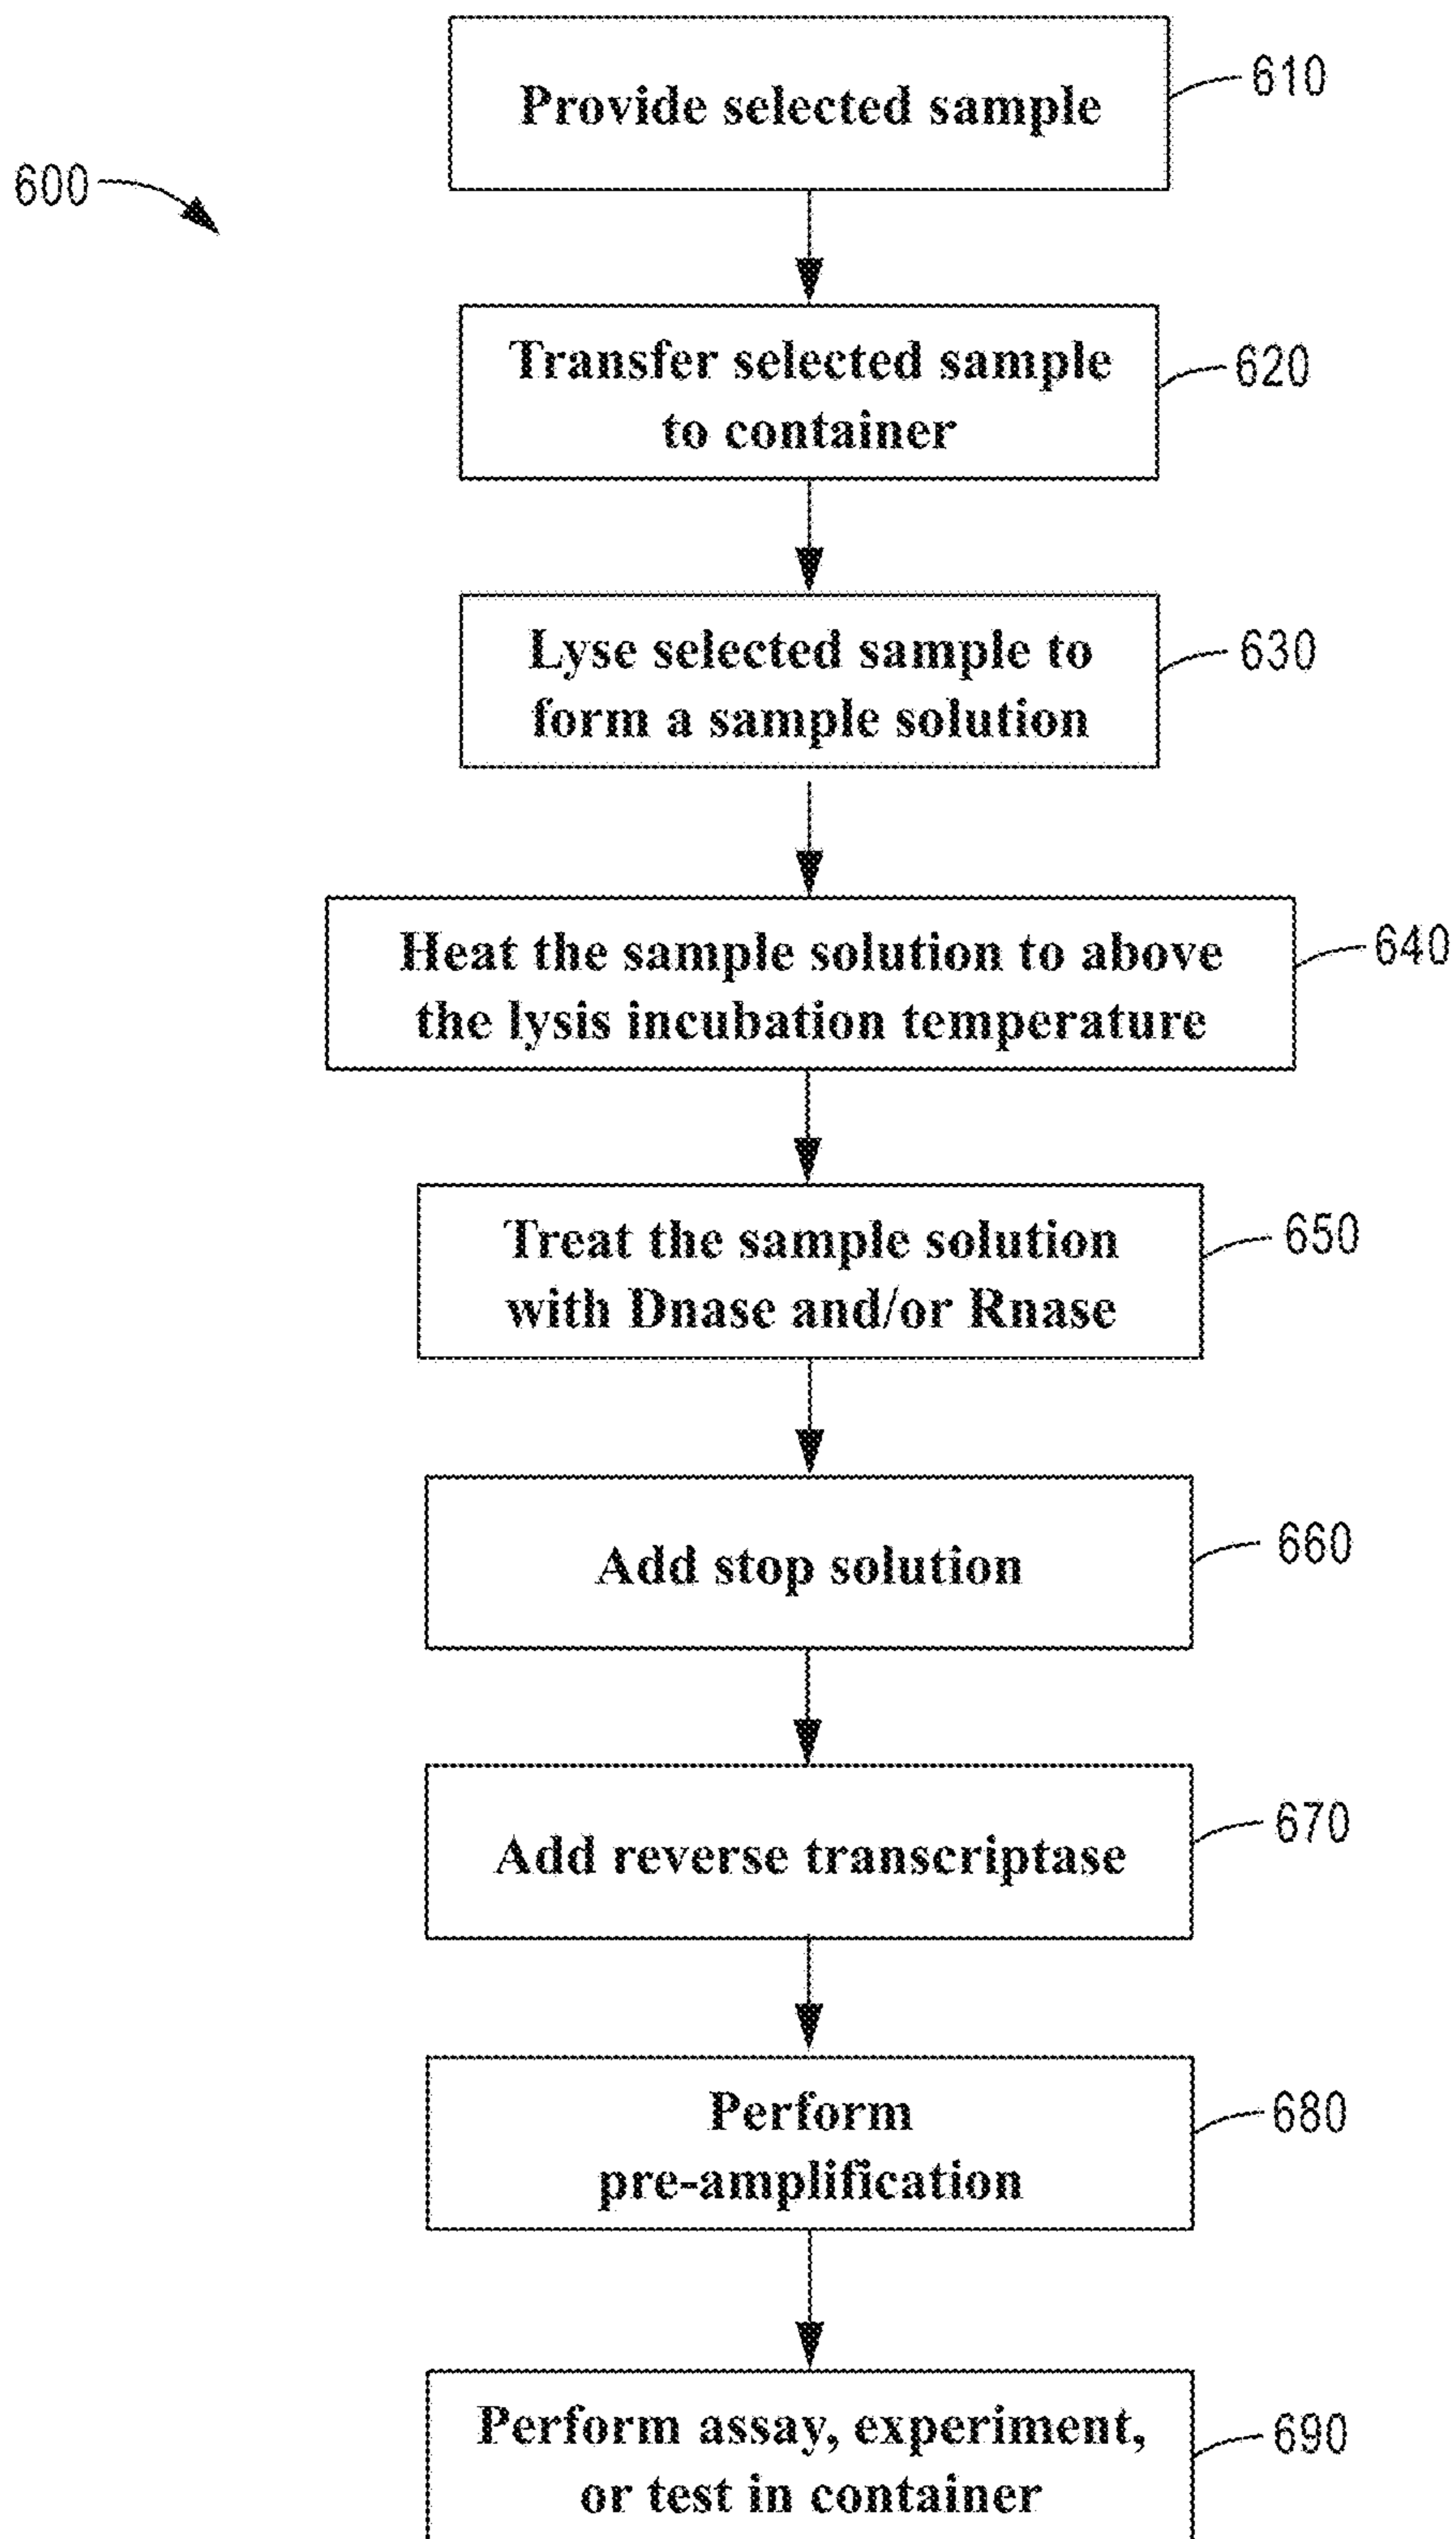 Provide selected sample
610
600
Transfer selected sample
to container
620
Lyse selected sample to
form a sample solution
630
Heat the sample solution to above
the lysis incubation temperature
640
Treat the sample solution
with Dnase and/or Rnase
650
Add stop solution
660
Add reverse transcriptase
670
Perform
pre-amplification
680
Perform assay, experiment,
or test in container
690